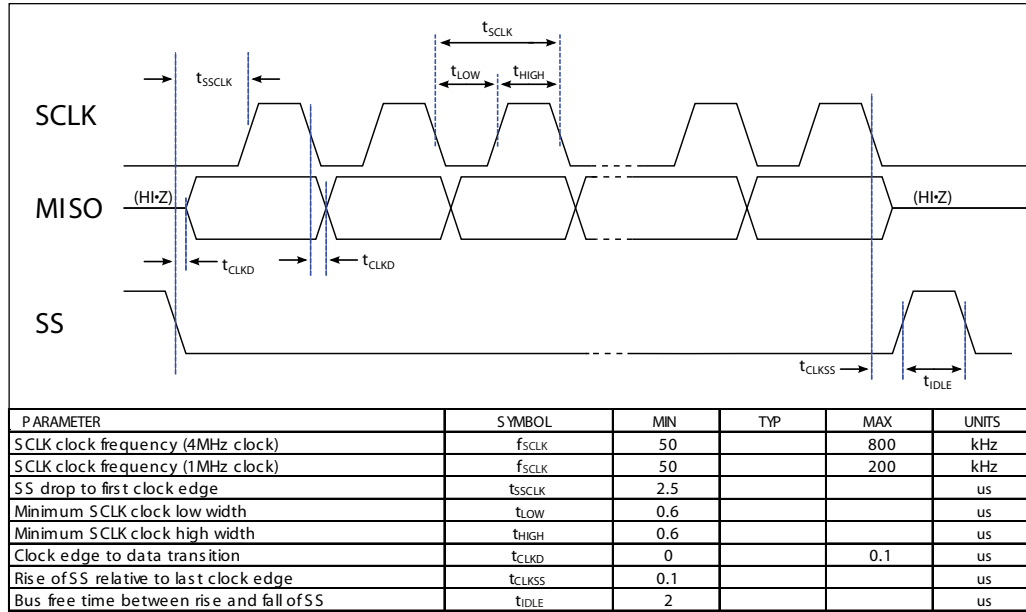 tSCLK
tSSCLK tLOW tHIGH
SCLK
MISO (HI•Z) (HI•Z)
tCLKD tCLKD
SS
tCLKSS tIDLE
PARAMETER SYMBOL MIN TYP MAX UNITS
SCLK clock frequency (4MHz clock) fSCLK 50 800 kHz
SCLK clock frequency (1MHz clock) fSCLK 50 200 kHz
SS drop to first clock edge tSSCLK 2.5 us
Minimum SCLK clock low width tLOW 0.6 us
Minimum SCLK clock high width tHIGH 0.6 us
Clock edge to data transition tCLKD 0 0.1 us
Rise of SS relative to last clock edge tCLKSS 0.1 us
Bus free time between rise and fall of SS tIDLE 2 us